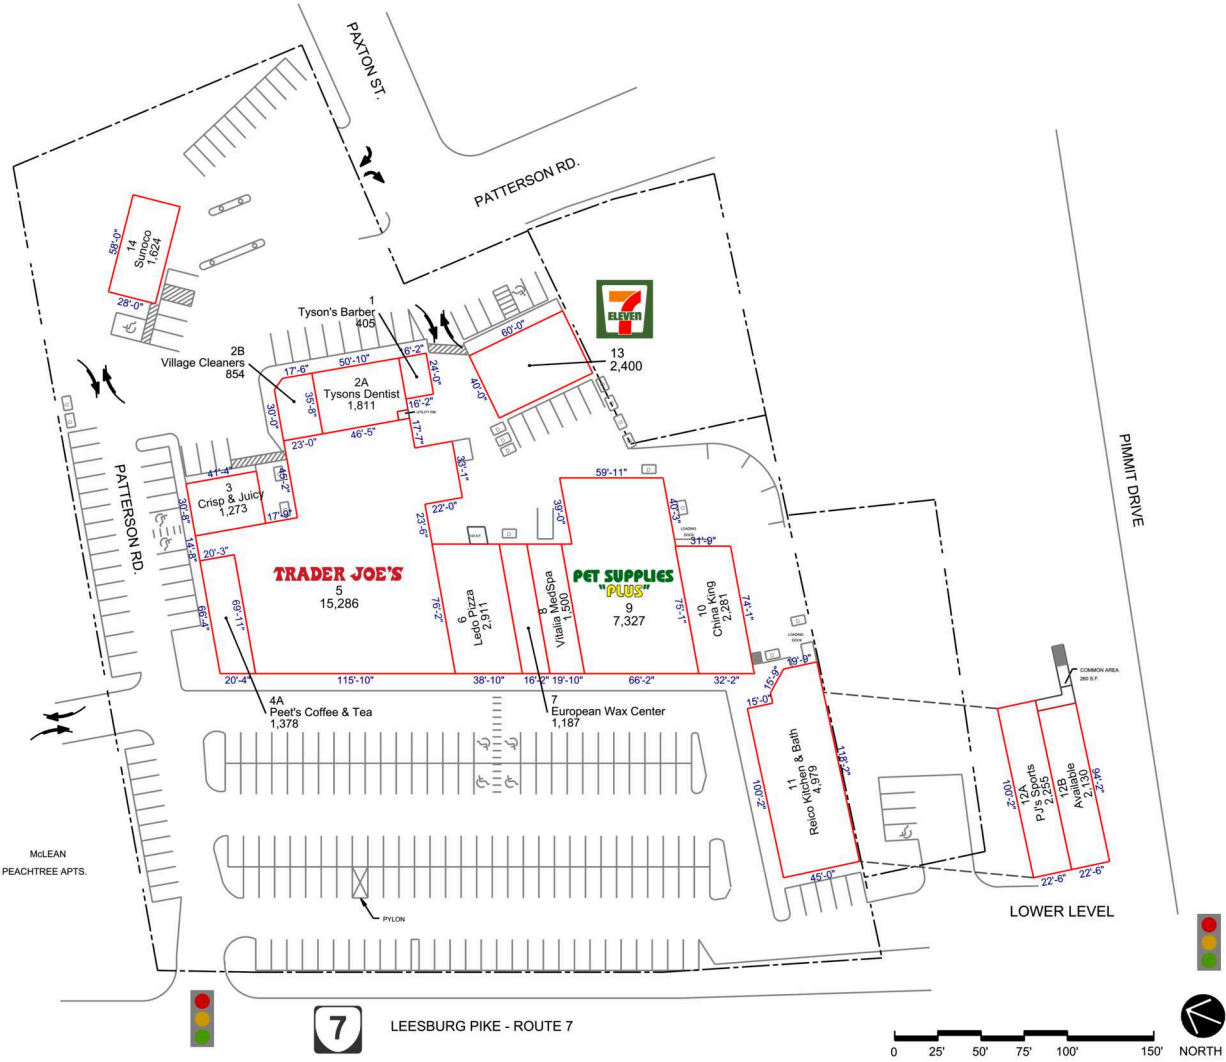 PAXTON ST.
PATTERSON RD.
14
Sunoco
1,624
58'-0"
28'-0"
1
Tyson's Barber
405
2B
Village Cleaners
854
17'-6"
50'-10"
6'-2"
24'-0"
16'-2"
UTILITY RM.
30'-0"
35'-8"
2A
Tysons Dentist
1,811
23'-0"
46'-5"
17'-7"
60'-0"
40'-0"
7
ELEVEN
13
2,400
PATTERSON RD.
41'-4"
3
Crisp & Juicy
1,273
30'-8"
45'-2"
17'-9"
14'-8"
20'-3"
66'-4"
69'-11"
33'-1"
22'-0"
23'-6"
TRADER JOE'S
5
15,286
76'-2"
6
Ledo Pizza
2,911
8
Vitalia MedSpa
1,500
59'-11"
39'-0"
40'-3"
LOADING
DOCK
31'-9"
PET SUPPLIES
"PLUS"
9
7,327
75'-1"
10
China King
2,281
74'-1"
LOADING
DOCK
20'-4"
115'-10"
38'-10"
16'-2"
19'-10"
66'-2"
32'-2"
4A
Peet's Coffee & Tea
1,378
7
European Wax Center
1,187
19'-9"
15'-9"
15'-0"
11
Reico Kitchen & Bath
4,979
100'-2"
118'-2"
45'-0"
PIMMIT DRIVE
COMMON AREA
260 S.F.
12A
PJ's Sports
2,255
12B
Available
2,130
100'-2"
94'-2"
22'-6"
22'-6"
LOWER LEVEL
McLEAN
PEACHTREE APTS.
PYLON
7
LEESBURG PIKE - ROUTE 7
0 25' 50' 75' 100' 150'
NORTH